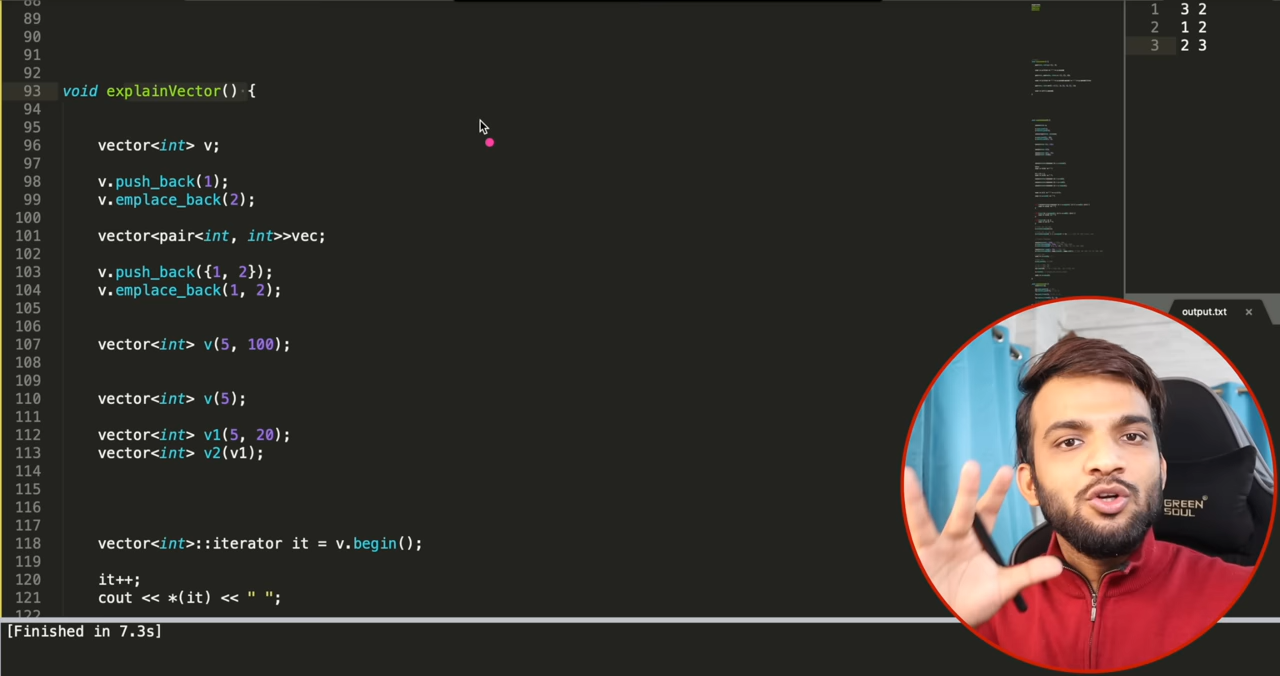 88
89
90
91
92
93 void explainVector() {
94
95
96 vector<int> v;
97
98 v.push_back(1);
99 v.emplace_back(2);
100
101 vector<pair<int, int>>vec;
102
103 v.push_back({1, 2});
104 v.emplace_back(1, 2);
105
106
107 vector<int> v(5, 100);
108
109
110 vector<int> v(5);
111
112 vector<int> v1(5, 20);
113 vector<int> v2(v1);
114
115
116
117
118 vector<int>::iterator it = v.begin();
119
120 it++;
121 cout << *(it) << " ";
122
[Finished in 7.3s]
1 3 2
2 1 2
3 2 3
output.txt ×
GREEN
SOUL